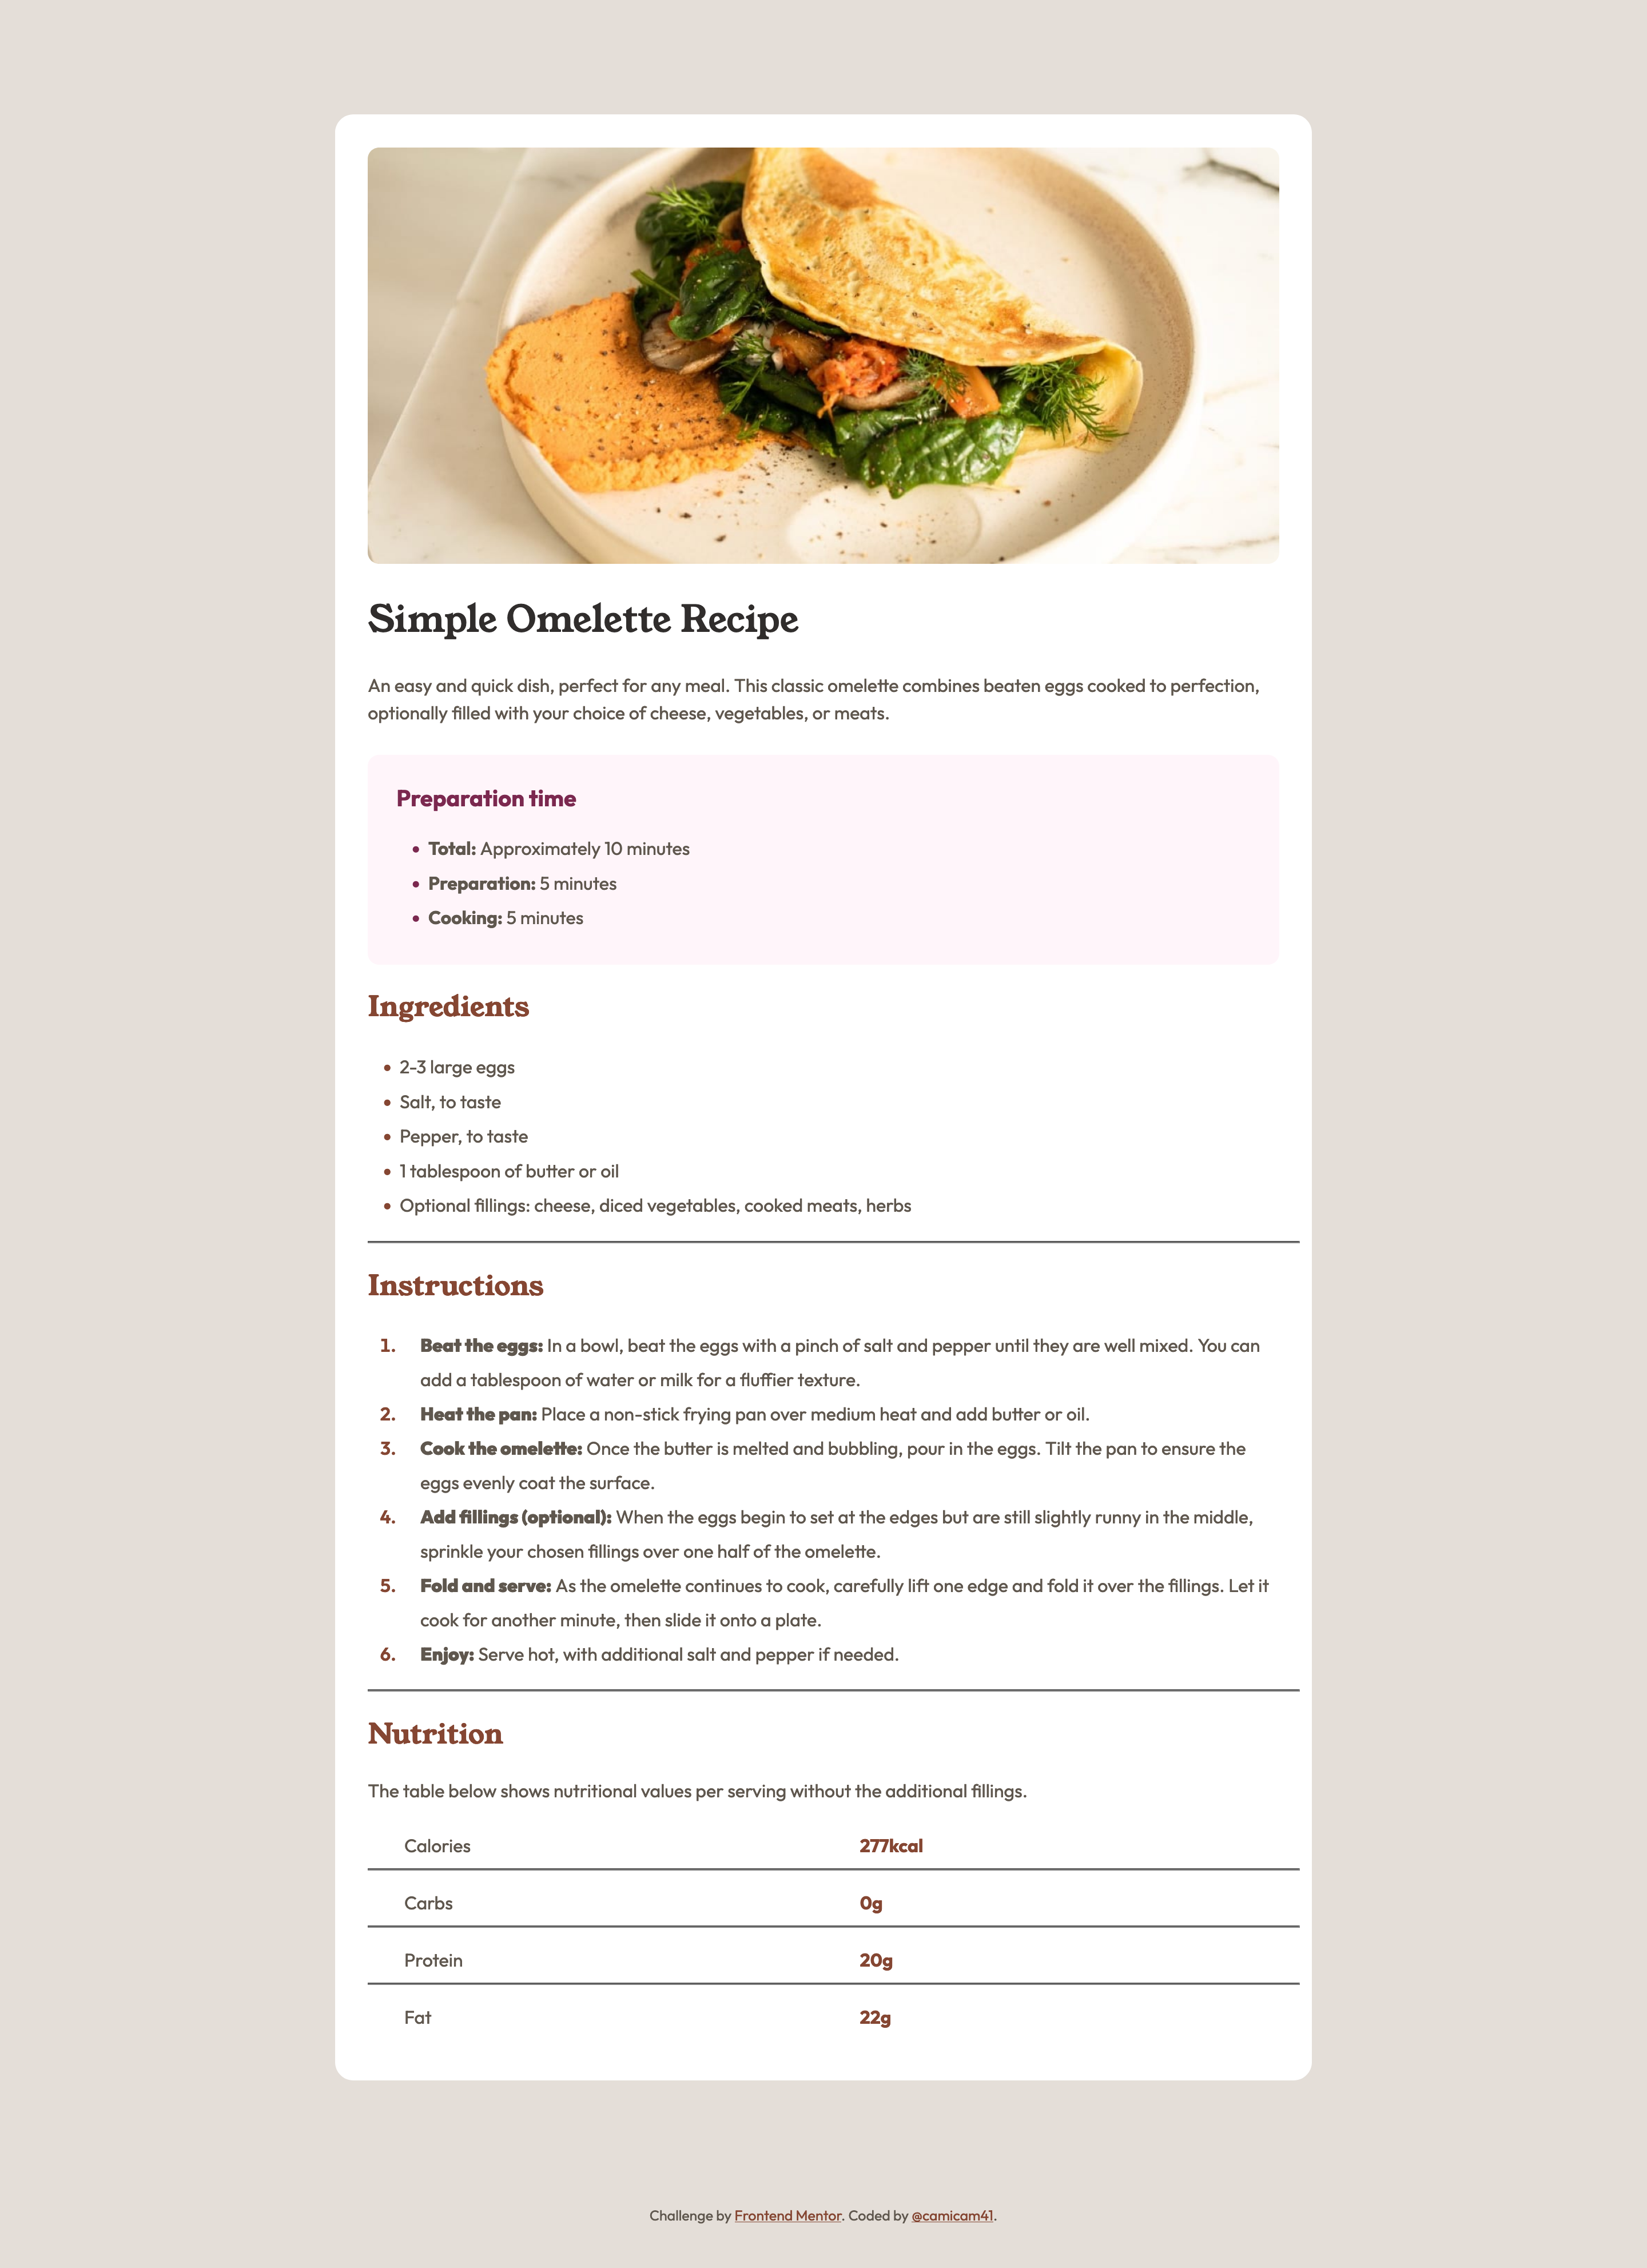 Simple Omelette Recipe
An easy and quick dish, perfect for any meal. This classic omelette combines beaten eggs cooked to perfection,
optionally filled with your choice of cheese, vegetables, or meats.
Preparation time
• Total: Approximately 10 minutes
• Preparation: 5 minutes
• Cooking: 5 minutes
Ingredients
• 2-3 large eggs
• Salt, to taste
• Pepper, to taste
• 1 tablespoon of butter or oil
• Optional fillings: cheese, diced vegetables, cooked meats, herbs
Instructions
1. Beat the eggs: In a bowl, beat the eggs with a pinch of salt and pepper until they are well mixed. You can
add a tablespoon of water or milk for a fluffier texture.
2. Heat the pan: Place a non-stick frying pan over medium heat and add butter or oil.
3. Cook the omelette: Once the butter is melted and bubbling, pour in the eggs. Tilt the pan to ensure the
eggs evenly coat the surface.
4. Add fillings (optional): When the eggs begin to set at the edges but are still slightly runny in the middle,
sprinkle your chosen fillings over one half of the omelette.
5. Fold and serve: As the omelette continues to cook, carefully lift one edge and fold it over the fillings. Let it
cook for another minute, then slide it onto a plate.
6. Enjoy: Serve hot, with additional salt and pepper if needed.
Nutrition
The table below shows nutritional values per serving without the additional fillings.
Calories 277kcal
Carbs 0g
Protein 20g
Fat 22g
Challenge by Frontend Mentor. Coded by @camicam41.